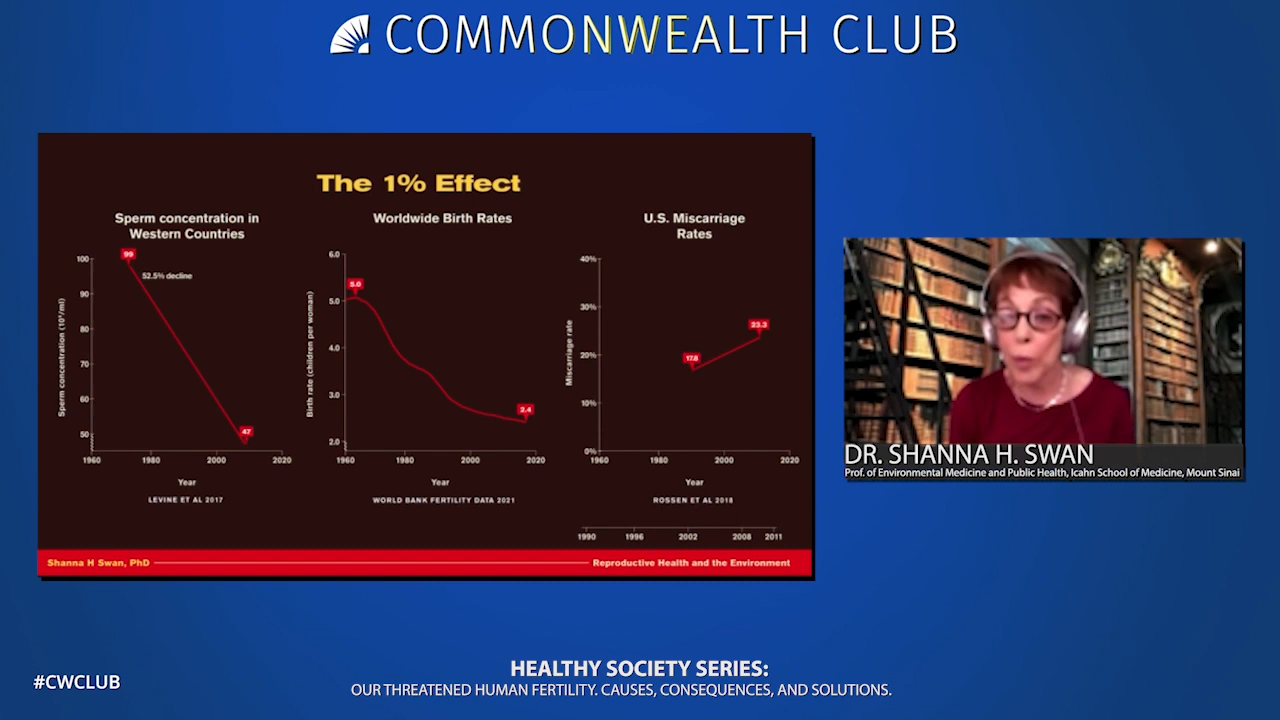 COMMONWEALTH CLUB
The 1% Effect
Sperm concentration in
Western Countries
99
52.5% decline
100
90
80
70
60
50
Sperm concentration (10⁶/ml)
47
1960 1980 2000 2020
Year
LEVINE ET AL 2017
Worldwide Birth Rates
6.0
5.0
4.0
3.0
2.0
Birth rate (children per woman)
5.0
2.4
1960 1980 2000 2020
Year
WORLD BANK FERTILITY DATA 2021
U.S. Miscarriage
Rates
40%
30%
20%
10%
0%
Miscarriage rate
17.8
23.3
1960 1980 2000 2020
Year
ROSSEN ET AL 2018
1990 1996 2002 2008 2011
Shanna H Swan, PhD
Reproductive Health and the Environment
DR. SHANNA H. SWAN
Prof. of Environmental Medicine and Public Health, Icahn School of Medicine, Mount Sinai
#CWCLUB
HEALTHY SOCIETY SERIES:
OUR THREATENED HUMAN FERTILITY. CAUSES, CONSEQUENCES, AND SOLUTIONS.